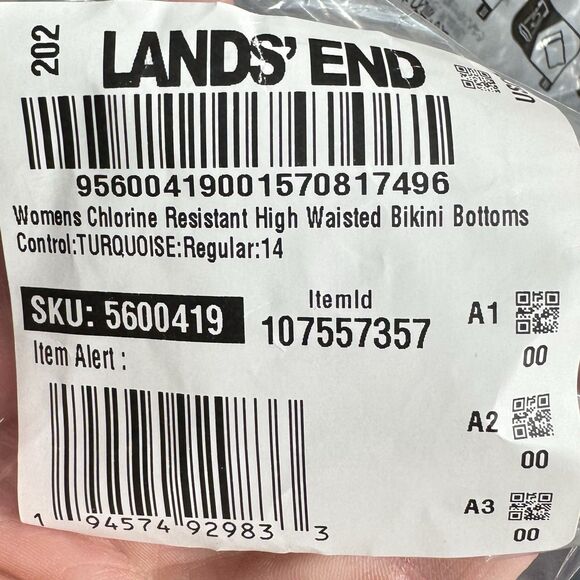 202
LANDS' END
US
95600419001570817496
Womens Chlorine Resistant High Waisted Bikini Bottoms
Control:TURQUOISE:Regular:14
SKU: 5600419
ItemId
107557357
A1
00
Item Alert :
A2
00
A3
00
1 94574 92983 3